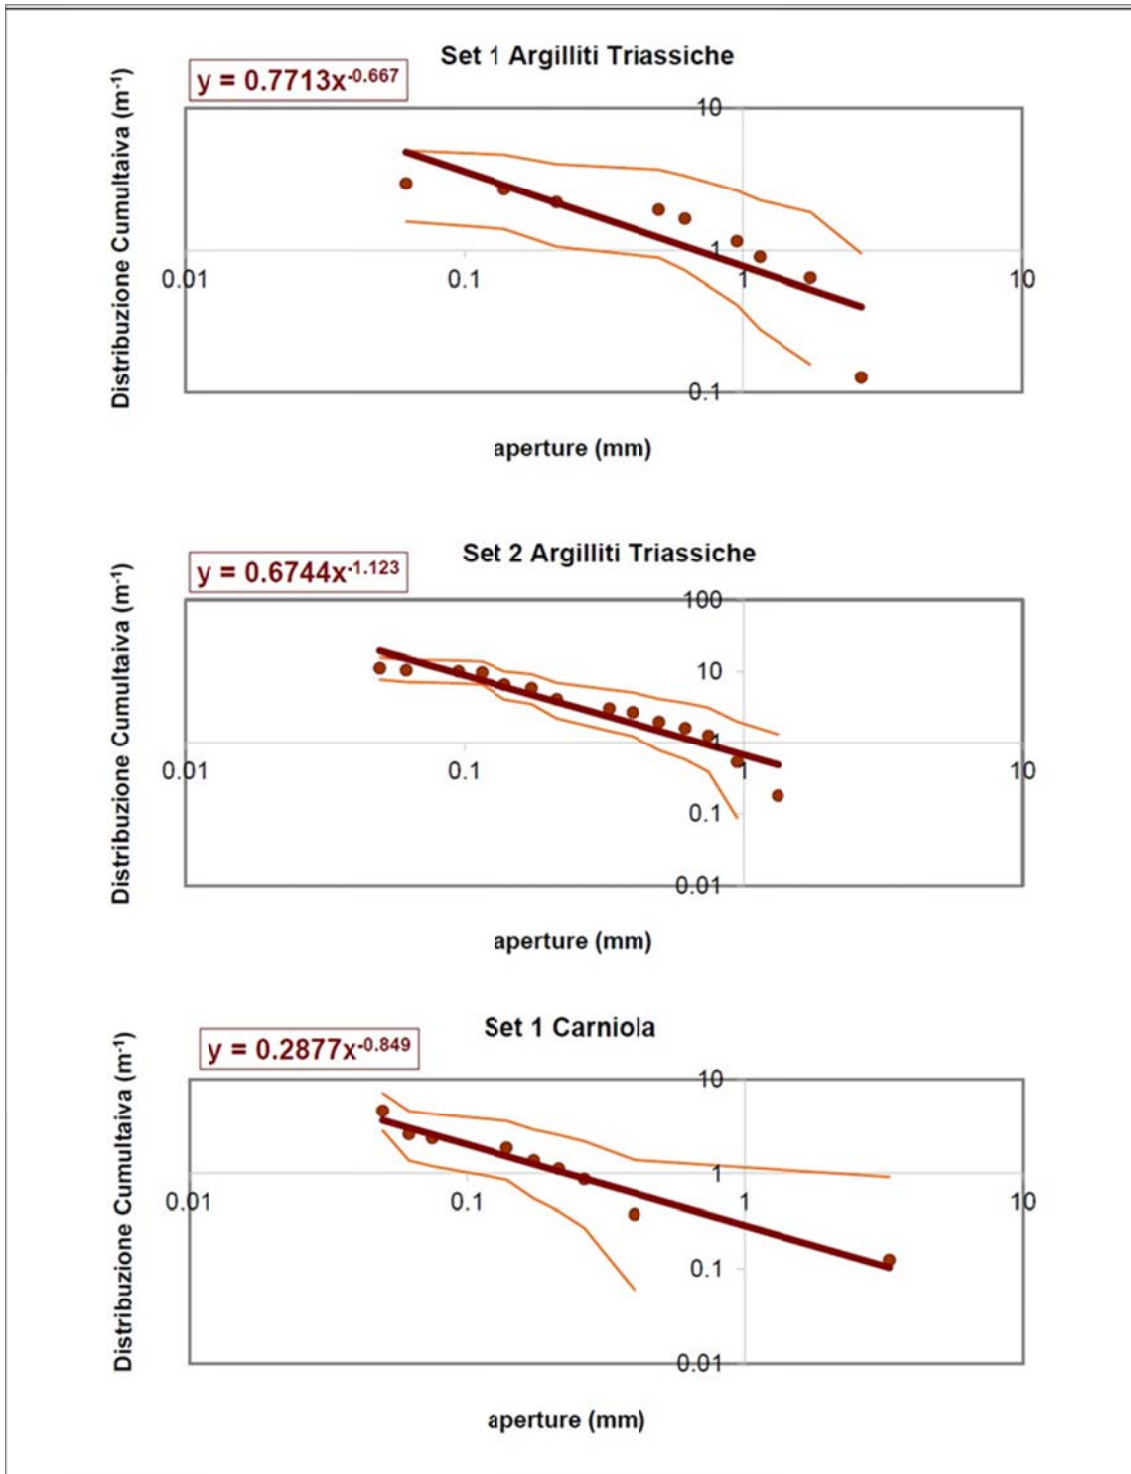 Set 1 Argilliti Triassiche
y = 0.7713x^-0.667
Distribuzione Cumultaiva (m⁻¹)
10
1
0.01 0.1 1 10
0.1
aperture (mm)
Set 2 Argilliti Triassiche
y = 0.6744x^-1.123
Distribuzione Cumultaiva (m⁻¹)
100
10
1
0.01 0.1 1 10
0.1
0.01
aperture (mm)
Set 1 Carniola
y = 0.2877x^-0.849
Distribuzione Cumultaiva (m⁻¹)
10
1
0.01 0.1 1 10
0.1
0.01
aperture (mm)